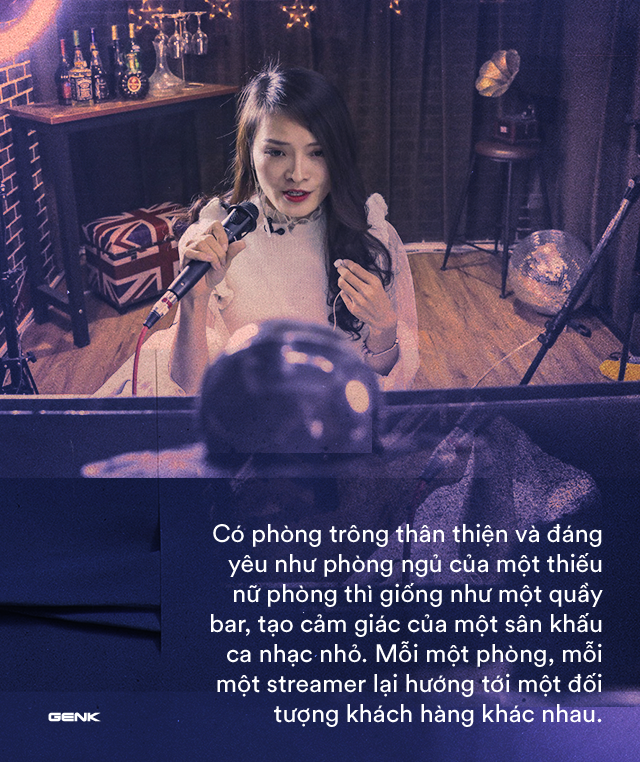 Có phòng trông thân thiện và đáng
yêu như phòng ngủ của một thiếu
nữ phòng thì giống như một quầy
bar, tạo cảm giác của một sân khấu
ca nhạc nhỏ. Mỗi một phòng, mỗi
một streamer lại hướng tới một đối
tượng khách hàng khác nhau.
GENK